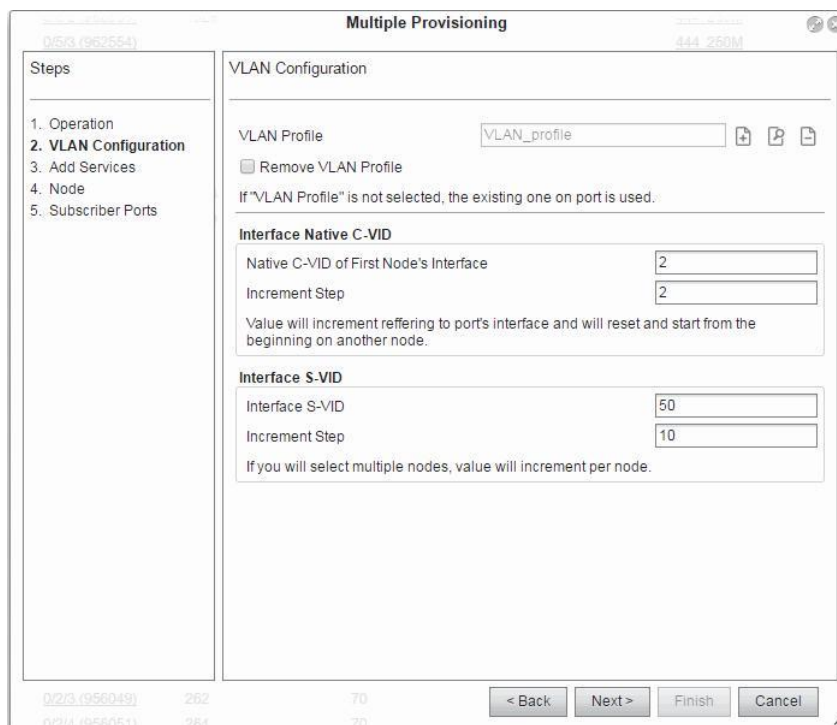 Multiple Provisioning
0/5/3 (962554)
444_250M
Steps
1. Operation
2. VLAN Configuration
3. Add Services
4. Node
5. Subscriber Ports
VLAN Configuration
VLAN Profile
VLAN_profile
Remove VLAN Profile
If "VLAN Profile" is not selected, the existing one on port is used.
Interface Native C-VID
Native C-VID of First Node's Interface
2
Increment Step
2
Value will increment reffering to port's interface and will reset and start from the
beginning on another node.
Interface S-VID
Interface S-VID
50
Increment Step
10
If you will select multiple nodes, value will increment per node.
0/2/3 (956049) 262 70
< Back
Next >
Finish
Cancel
0/2/4 (956051) 264 70